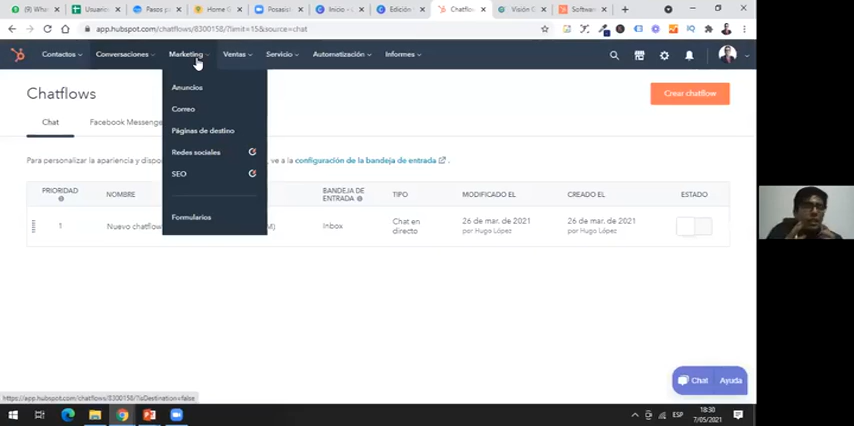 (9) What
Usuario
Pasos p
Home
Posasis
Inicio -
Edición
Chatflo
Visión
Software
app.hubspot.com/chatflows/8300158/?limit=15&source=chat
Contactos
Conversaciones
Marketing
Ventas
Servicio
Automatización
Informes
Chatflows
Crear chatflow
Anuncios
Correo
Páginas de destino
Redes sociales
SEO
Formularios
Chat
Facebook Messenge
Para personalizar la apariencia y dispo
, ve a la configuración de la bandeja de entrada.
PRIORIDAD
NOMBRE
BANDEJA DE ENTRADA
TIPO
MODIFICADO EL
CREADO EL
ESTADO
1
Nuevo chatflow
M)
Inbox
Chat en directo
26 de mar. de 2021
por Hugo López
26 de mar. de 2021
por Hugo López
Chat
Ayuda
https://app.hubspot.com/chatflows/8300158/?isDestination=false
ESP
18:30
7/05/2021